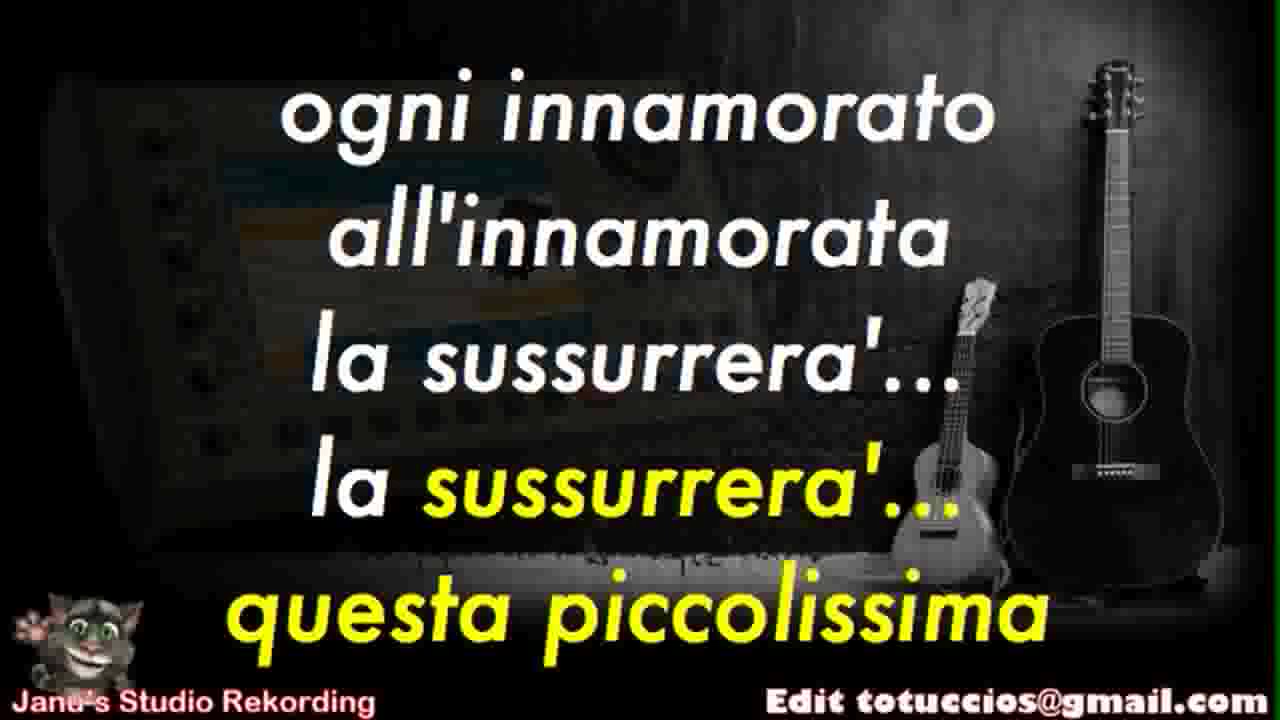 ogni innamorato
all'innamorata
la sussurrera'...
la sussurrera'...
questa piccolissima
Janu's Studio Rekording
Edit totuccios@gmail.com